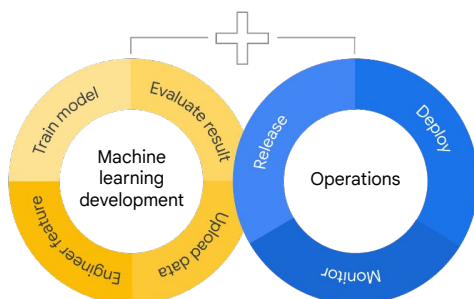 Train model
Evaluate result
Upload data
Engineer feature
Machine
learning
development
Release
Deploy
Monitor
Operations